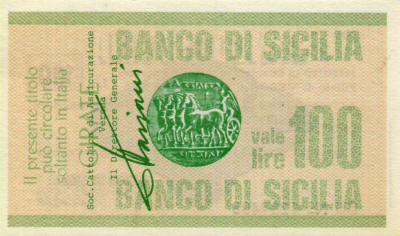 BANCO DI SICILIA
Il presente titolo
può circolare
soltanto in Italia
GIRATE
Soc.Cattolica di Assicurazione
Verona
Il Direttore Generale
vale
lire 100
BANCO DI SICILIA